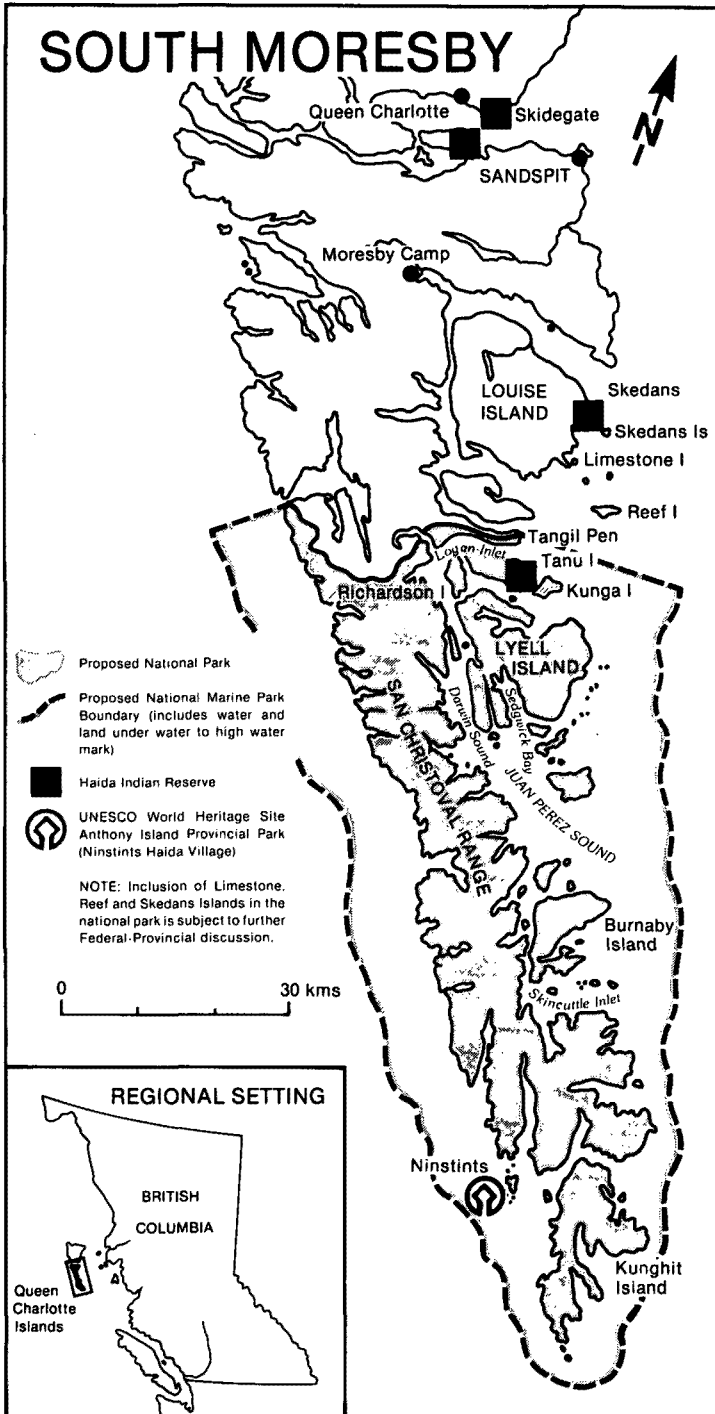 SOUTH MORESBY
N
Queen Charlotte
Skidegate
SANDSPIT
Moresby Camp
LOUISE
ISLAND
Skedans
Skedans Is
Limestone I
Reef I
Tangil Pen
Logan Inlet
Tanu I
Richardson I
Kunga I
LYELL
ISLAND
Darwin Sound
Sedgwick Bay
SAN CHRISTOVAL RANGE
JUAN PEREZ SOUND
Burnaby
Island
Skincuttle Inlet
Ninstints
Kunghit
Island
Proposed National Park
Proposed National Marine Park
Boundary (includes water and
land under water to high water
mark)
Haida Indian Reserve
UNESCO World Heritage Site
Anthony Island Provincial Park
(Ninstints Haida Village)
NOTE: Inclusion of Limestone.
Reef and Skedans Islands in the
national park is subject to further
Federal-Provincial discussion.
0 30 kms
REGIONAL SETTING
BRITISH
COLUMBIA
Queen
Charlotte
Islands